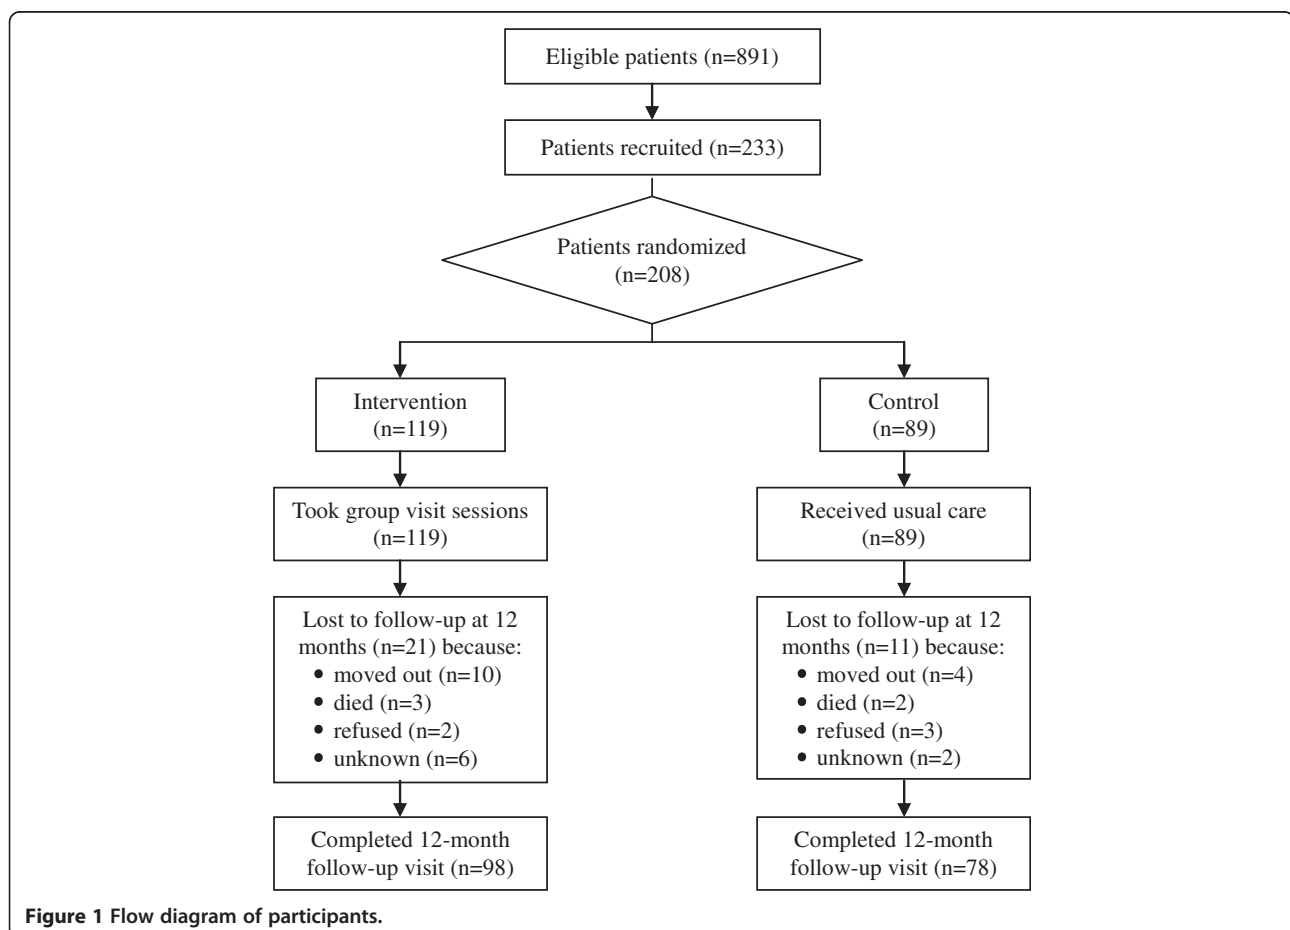 Eligible patients (n=891)
Patients recruited (n=233)
Patients randomized
(n=208)
Intervention
(n=119)
Control
(n=89)
Took group visit sessions
(n=119)
Received usual care
(n=89)
Lost to follow-up at 12
months (n=21) because:
• moved out (n=10)
• died (n=3)
• refused (n=2)
• unknown (n=6)
Lost to follow-up at 12
months (n=11) because:
• moved out (n=4)
• died (n=2)
• refused (n=3)
• unknown (n=2)
Completed 12-month
follow-up visit (n=98)
Completed 12-month
follow-up visit (n=78)
Figure 1 Flow diagram of participants.